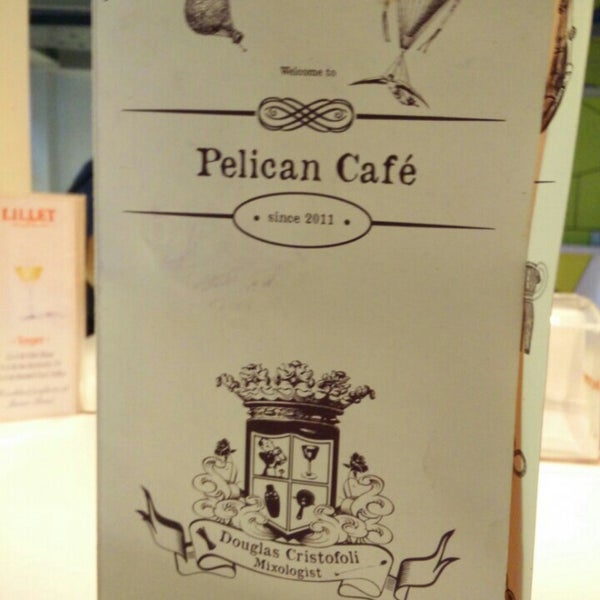 Welcome to
Pelican Café
• since 2011 •
Douglas Cristofoli
Mixologist
LILLET